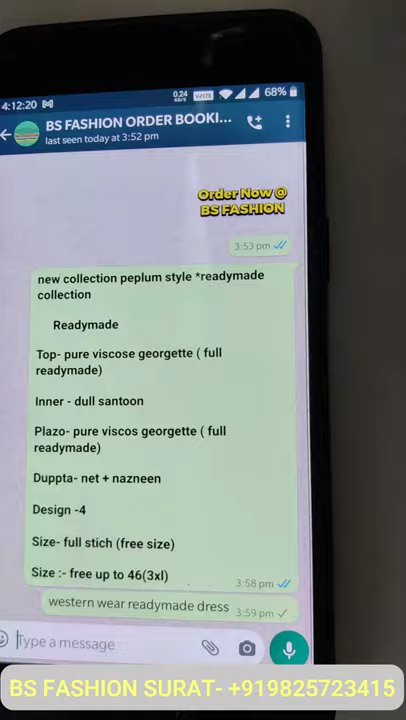 4:12:20
0.24
KB/S
VoLTE
68%
BS FASHION ORDER BOOKI...
last seen today at 3:52 pm
Order Now @
BS FASHION
3:53 pm
new collection peplum style *readymade
collection
Readymade
Top- pure viscose georgette ( full
readymade)
Inner - dull santoon
Plazo- pure viscos georgette ( full
readymade)
Duppta- net + nazneen
Design -4
Size- full stich (free size)
Size :- free up to 46(3xl)
3:58 pm
western wear readymade dress
3:59 pm
Type a message
BS FASHION SURAT- +919825723415